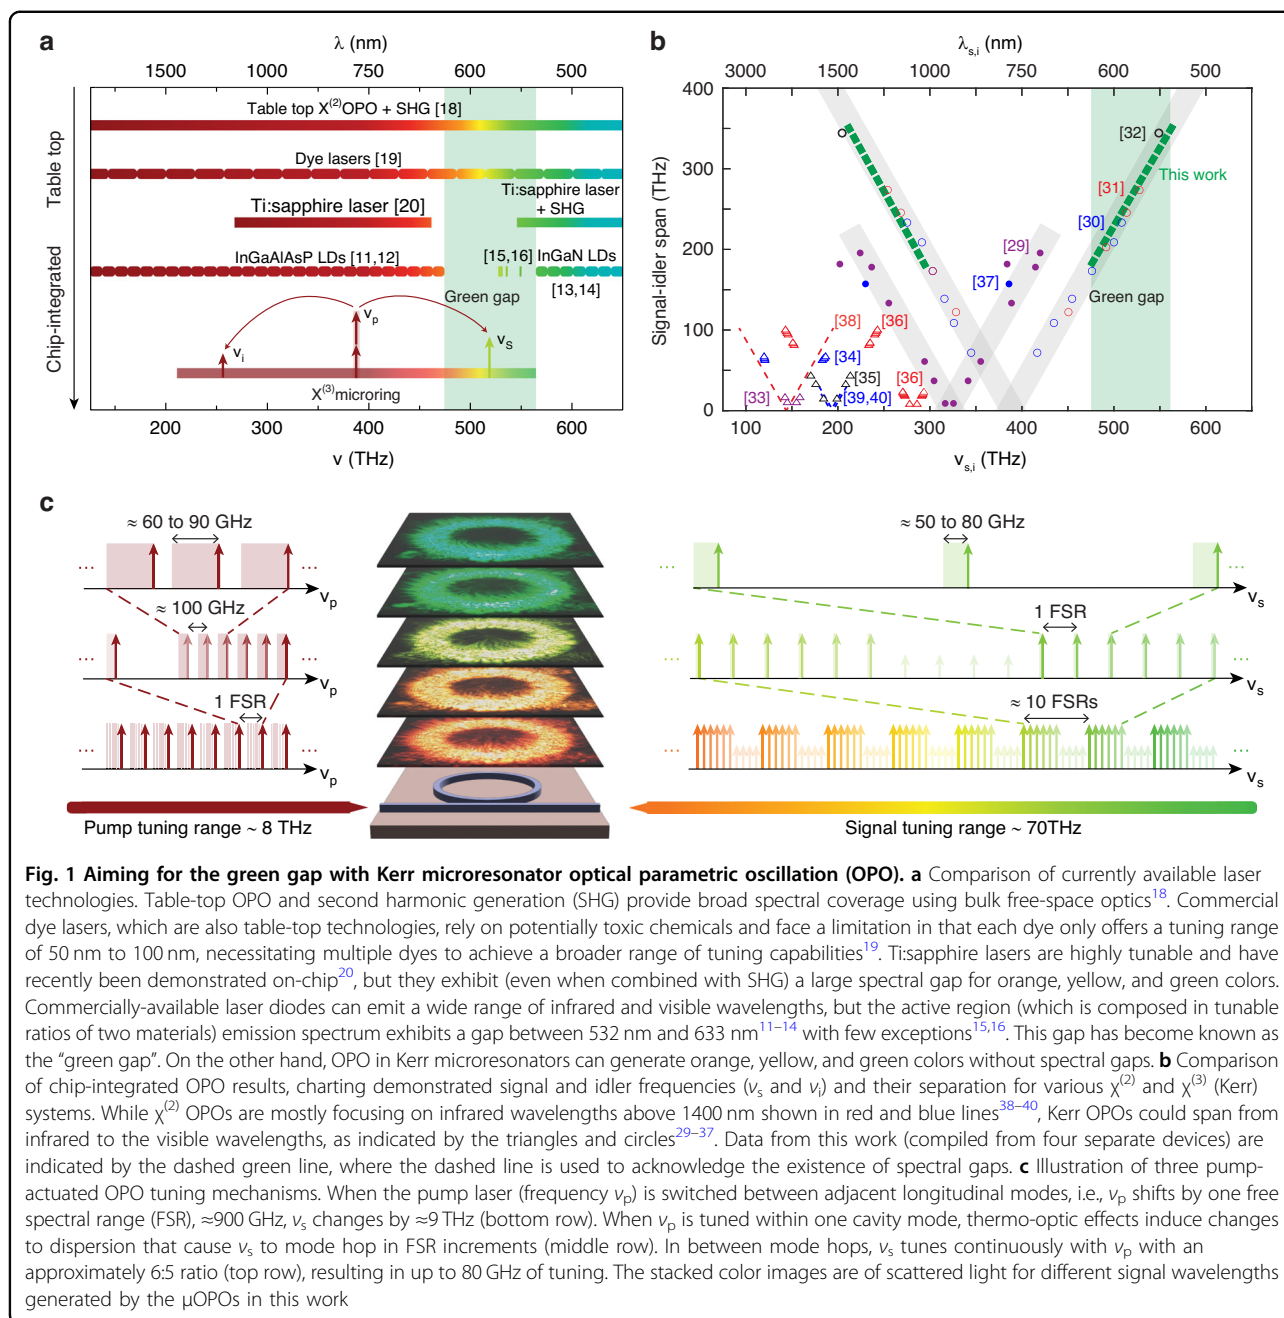 a
λ (nm)
1500 1000 750 600 500
Table top X(2)OPO + SHG [18]
Dye lasers [19]
Ti:sapphire laser [20]
Ti:sapphire laser
+ SHG
InGaAlAsP LDs [11,12]
[15,16]
InGaN LDs
[13,14]
Green gap
νp
νi
νs
X(3)microring
Table top
Chip-integrated
200 300 400 500 600
ν (THz)
b
λs,i (nm)
3000 1500 1000 750 600 500
Signal-idler span (THz)
400
300
200
100
0
[32]
This work
[31]
[30]
[29]
[37]
Green gap
[38]
[36]
[34]
[35]
[36]
[33]
[39,40]
100 200 300 400 500 600
νs,i (THz)
c
≈ 60 to 90 GHz
... ...
νp
≈ 100 GHz
... ...
νp
1 FSR
... ...
νp
Pump tuning range ~ 8 THz
≈ 50 to 80 GHz
... ...
νs
1 FSR
... ...
νs
≈ 10 FSRs
... ...
νs
Signal tuning range ~ 70THz
Fig. 1 Aiming for the green gap with Kerr microresonator optical parametric oscillation (OPO). a Comparison of currently available laser
technologies. Table-top OPO and second harmonic generation (SHG) provide broad spectral coverage using bulk free-space optics18. Commercial
dye lasers, which are also table-top technologies, rely on potentially toxic chemicals and face a limitation in that each dye only offers a tuning range
of 50 nm to 100 nm, necessitating multiple dyes to achieve a broader range of tuning capabilities19. Ti:sapphire lasers are highly tunable and have
recently been demonstrated on-chip20, but they exhibit (even when combined with SHG) a large spectral gap for orange, yellow, and green colors.
Commercially-available laser diodes can emit a wide range of infrared and visible wavelengths, but the active region (which is composed in tunable
ratios of two materials) emission spectrum exhibits a gap between 532 nm and 633 nm11–14 with few exceptions15,16. This gap has become known as
the “green gap”. On the other hand, OPO in Kerr microresonators can generate orange, yellow, and green colors without spectral gaps. b Comparison
of chip-integrated OPO results, charting demonstrated signal and idler frequencies (νs and νi) and their separation for various χ(2) and χ(3) (Kerr)
systems. While χ(2) OPOs are mostly focusing on infrared wavelengths above 1400 nm shown in red and blue lines38–40, Kerr OPOs could span from
infrared to the visible wavelengths, as indicated by the triangles and circles29–37. Data from this work (compiled from four separate devices) are
indicated by the dashed green line, where the dashed line is used to acknowledge the existence of spectral gaps. c Illustration of three pump-
actuated OPO tuning mechanisms. When the pump laser (frequency νp) is switched between adjacent longitudinal modes, i.e., νp shifts by one free
spectral range (FSR), ≈900 GHz, νs changes by ≈9 THz (bottom row). When νp is tuned within one cavity mode, thermo-optic effects induce changes
to dispersion that cause νs to mode hop in FSR increments (middle row). In between mode hops, νs tunes continuously with νp with an
approximately 6:5 ratio (top row), resulting in up to 80 GHz of tuning. The stacked color images are of scattered light for different signal wavelengths
generated by the μOPOs in this work